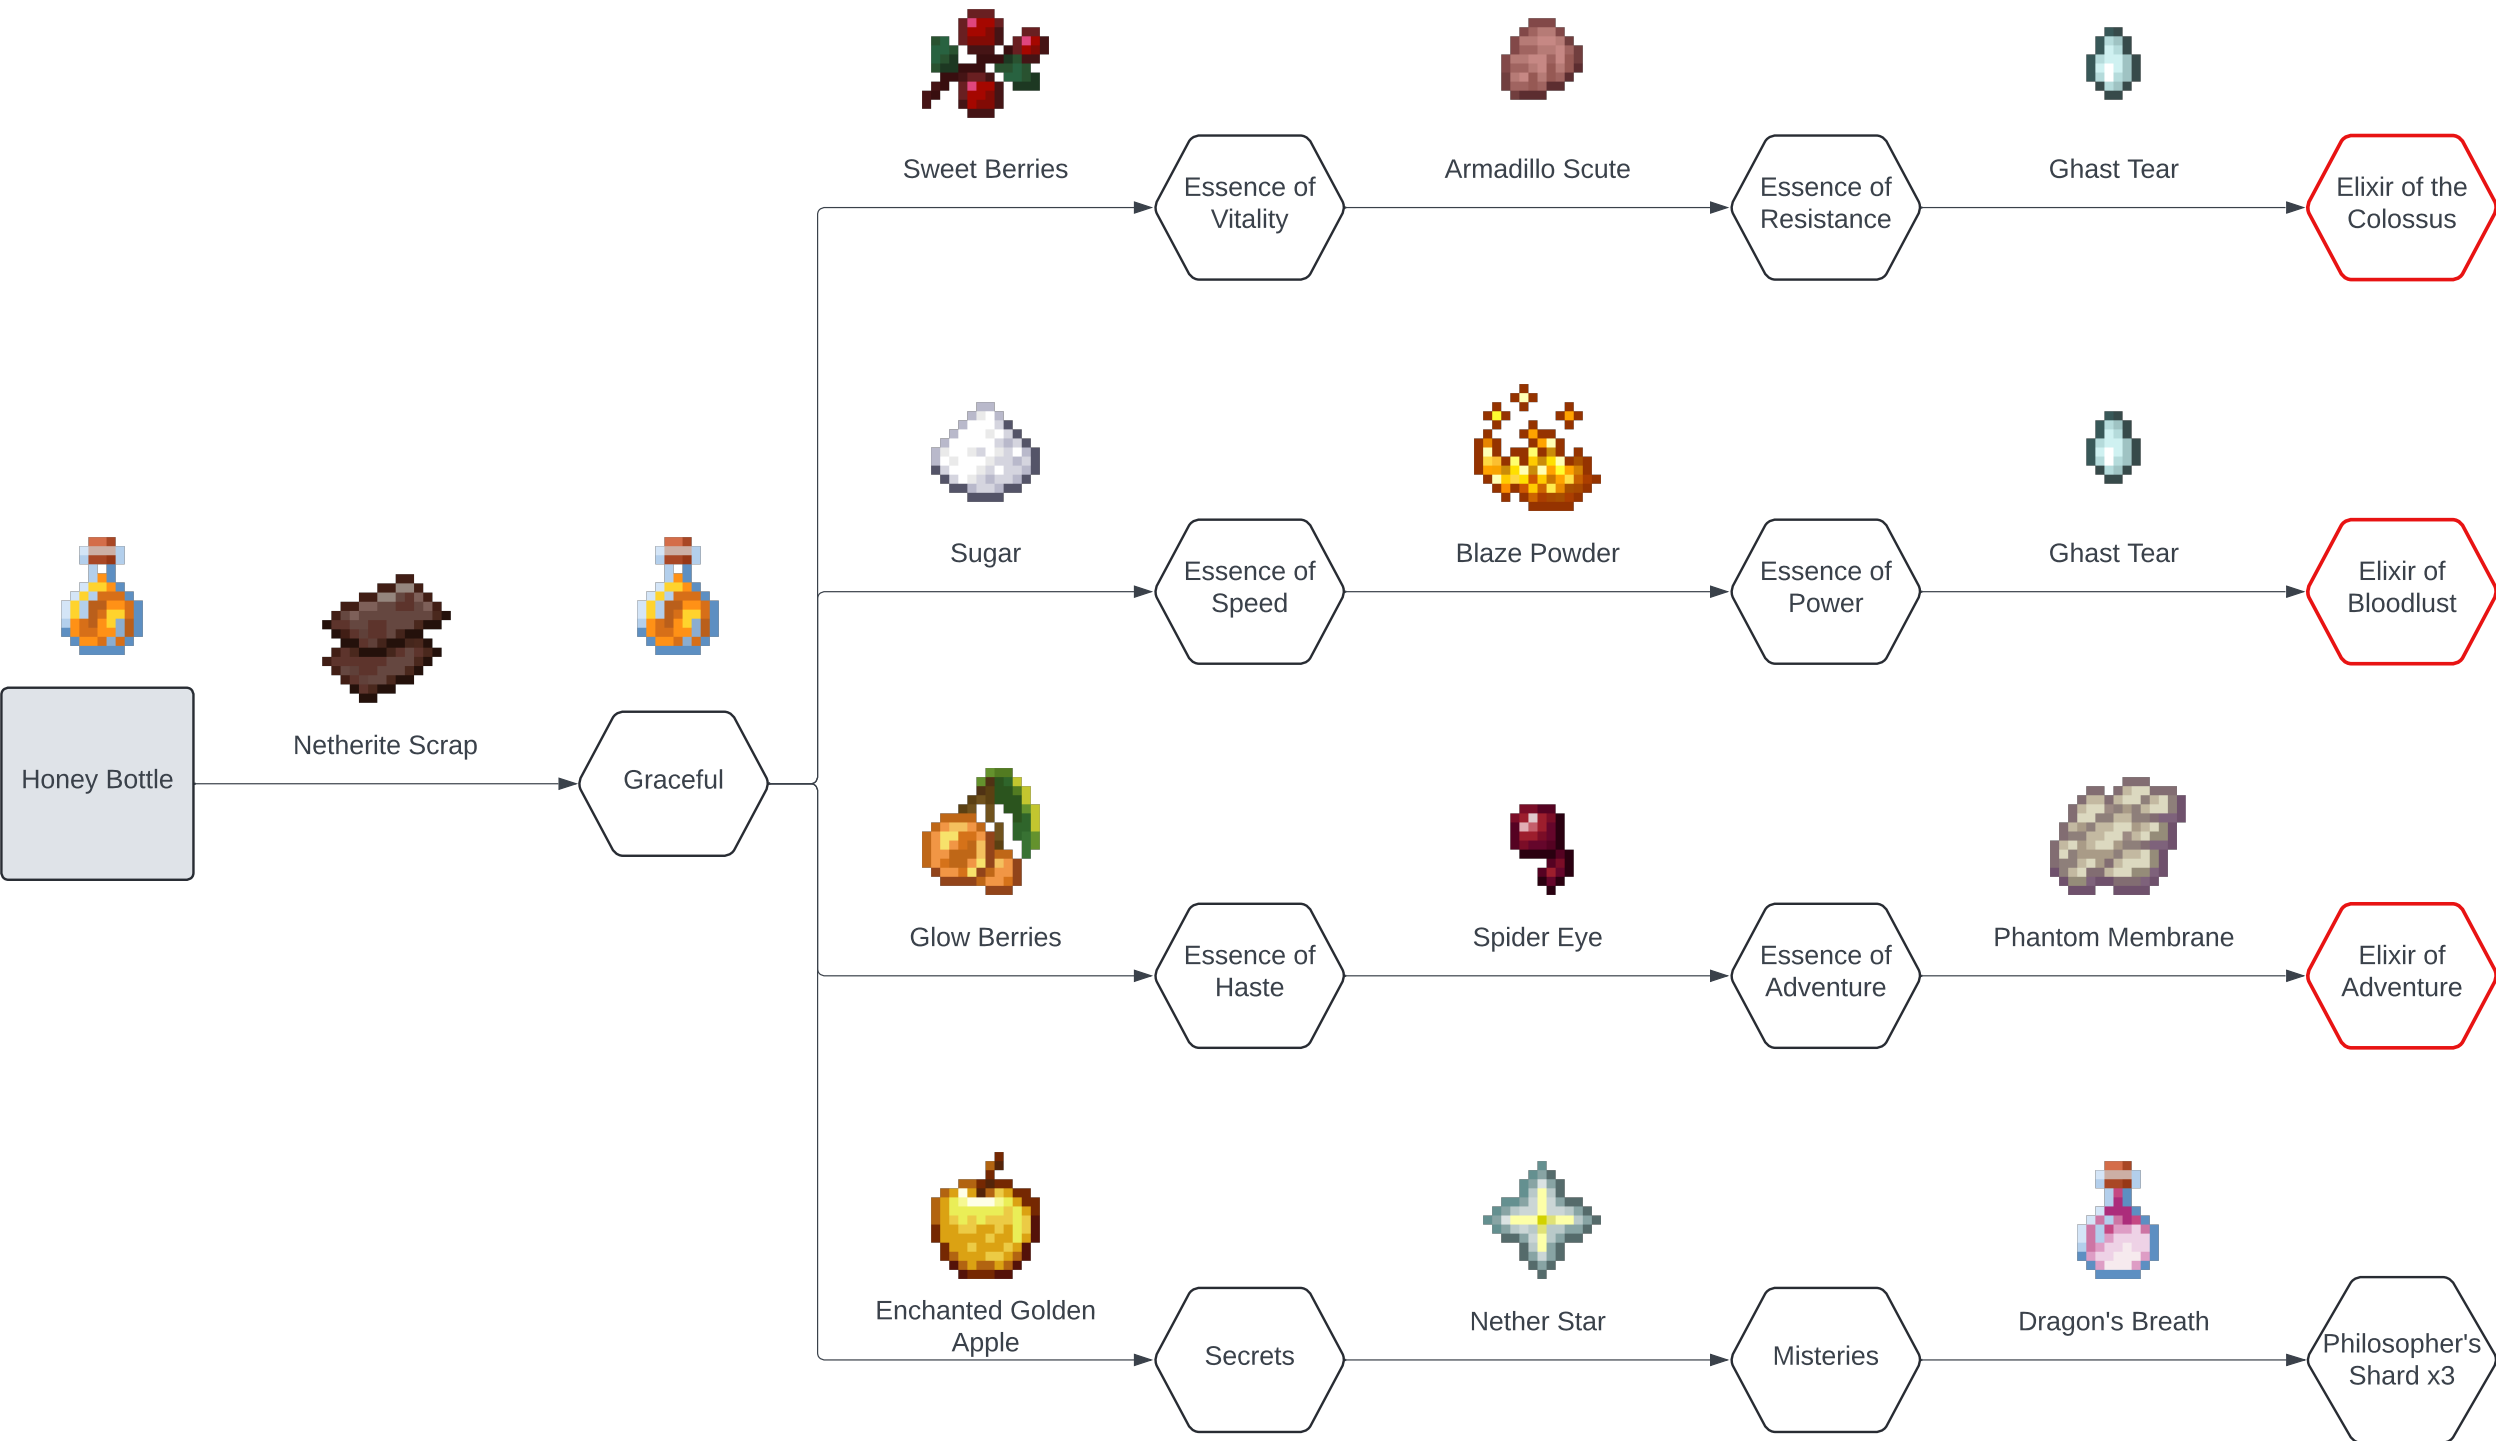 Sweet Berries
Armadillo Scute
Ghast Tear
Essence of
Vitality
Essence of
Resistance
Elixir of the
Colossus
Sugar
Blaze Powder
Ghast Tear
Essence of
Speed
Essence of
Power
Elixir of
Bloodlust
Netherite Scrap
Honey Bottle
Graceful
Glow Berries
Spider Eye
Phantom Membrane
Essence of
Haste
Essence of
Adventure
Elixir of
Adventure
Enchanted Golden
Apple
Nether Star
Dragon's Breath
Secrets
Misteries
Philosopher's
Shard x3